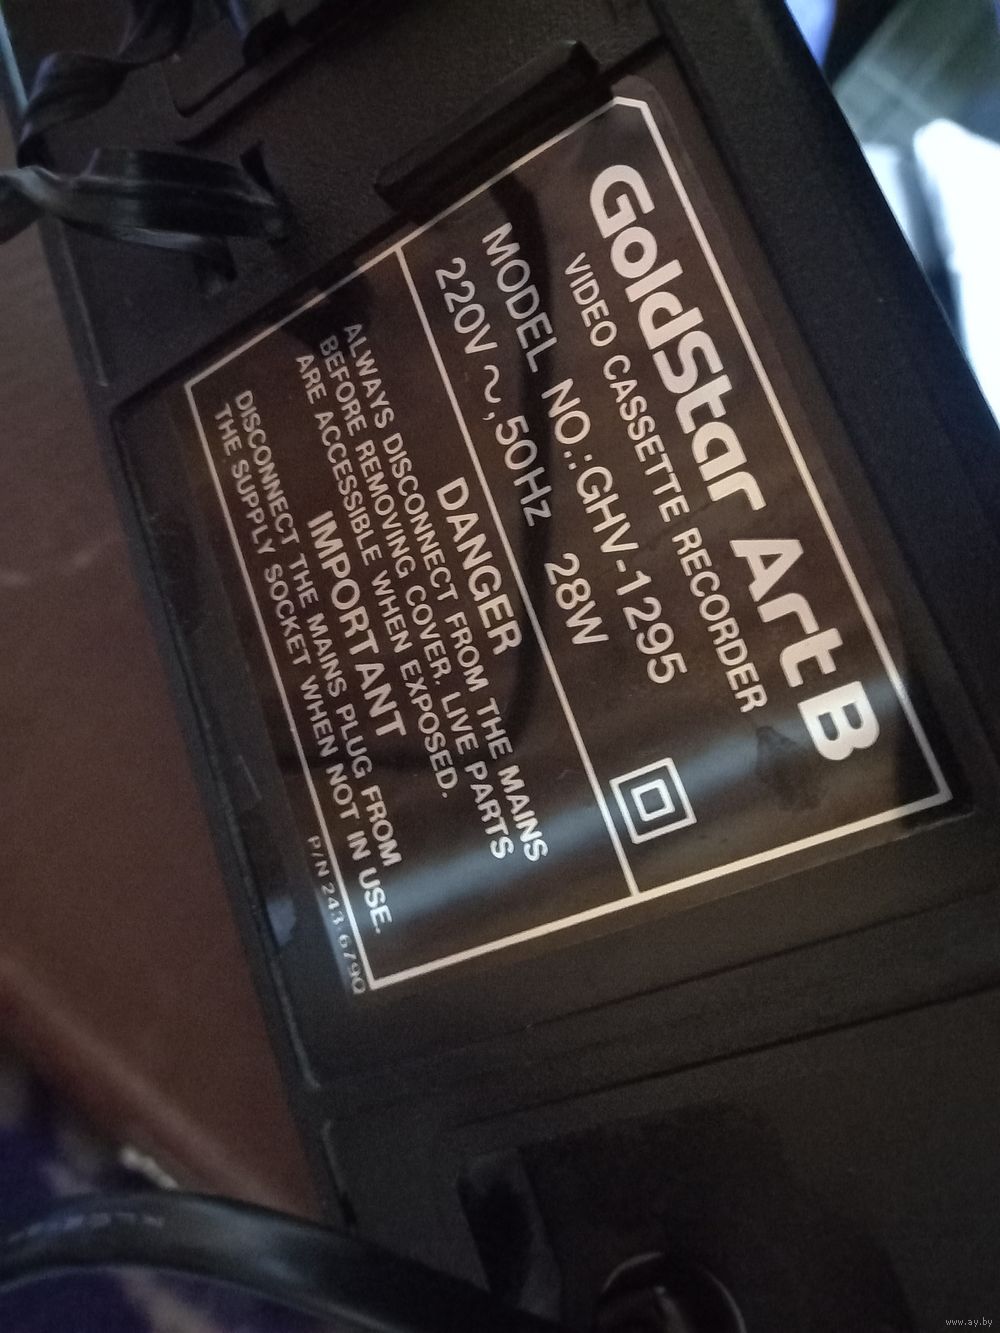 GoldStar Art B
VIDEO CASSETTE RECORDER
MODEL NO.:GHV-1295
220V ~, 50Hz 28W
DANGER
ALWAYS DISCONNECT FROM THE MAINS
BEFORE REMOVING COVER. LIVE PARTS
ARE ACCESSIBLE WHEN EXPOSED.
IMPORTANT
DISCONNECT THE MAINS PLUG FROM
THE SUPPLY SOCKET WHEN NOT IN USE.
P/N 243-679Q
www.ay.by